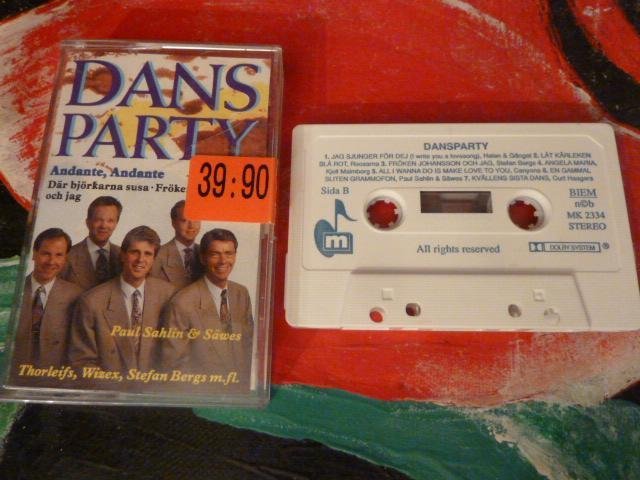 DANS
PARTY
Andante, Andante
Där björkarna susa · Fröke
och jag
39:90
Paul Sahlin & Säwes
Thorleifs, Wizex, Stefan Bergs m.fl.
DANSPARTY
1. JAG SJUNGER FÖR DEJ (I write you a lovesong), Helen & Gänget 2. LÅT KÄRLEKEN
SLÅ ROT, Roosarna 3. FRÖKEN JOHANSSON OCH JAG, Stefan Bergs 4. ANGELA MARIA,
Kjell Malmborg 5. ALL I WANNA DO IS MAKE LOVE TO YOU, Canyons 6. EN GAMMAL
SLITEN GRAMMOFON, Paul Sahlin & Säwes 7. KVÄLLENS SISTA DANS, Curt Haagers
Sida B
BIEM
n©b
MK 2334
STEREO
m
All rights reserved
DOLBY SYSTEM